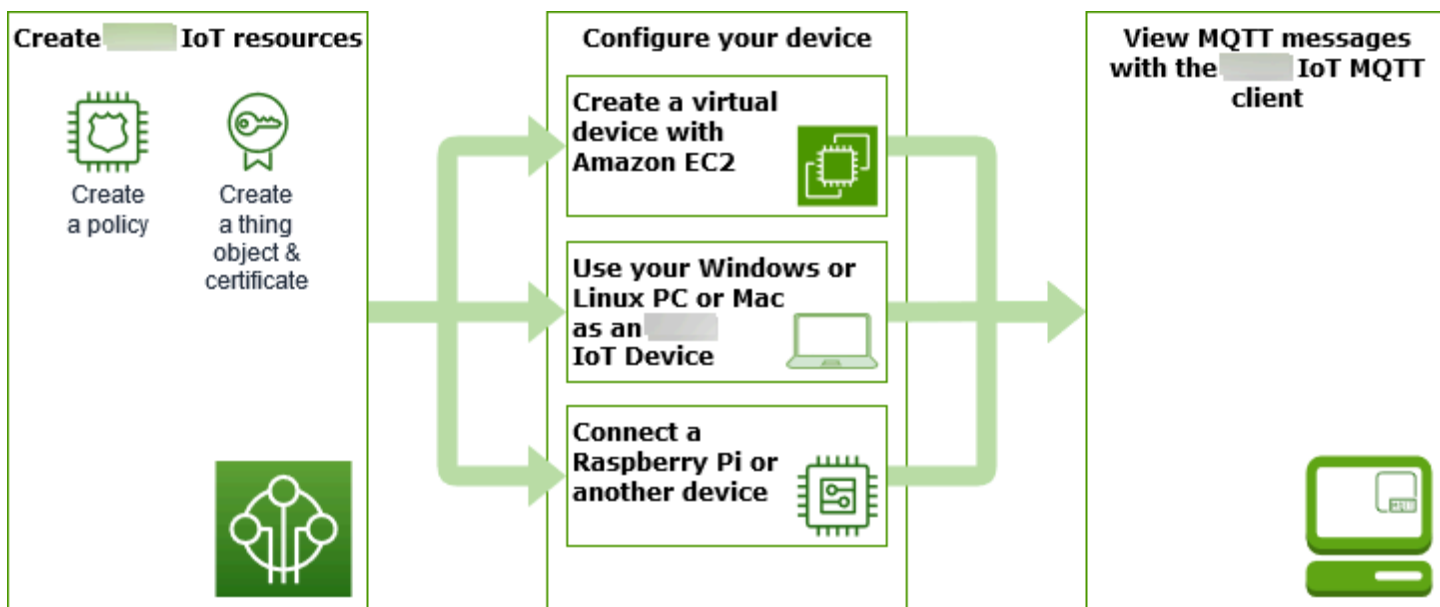 Create IoT resources
Create
a policy
Create
a thing
object &
certificate
Configure your device
Create a virtual
device with
Amazon EC2
Use your Windows or
Linux PC or Mac
as an
IoT Device
Connect a
Raspberry Pi or
another device
View MQTT messages
with the IoT MQTT
client
MQTT